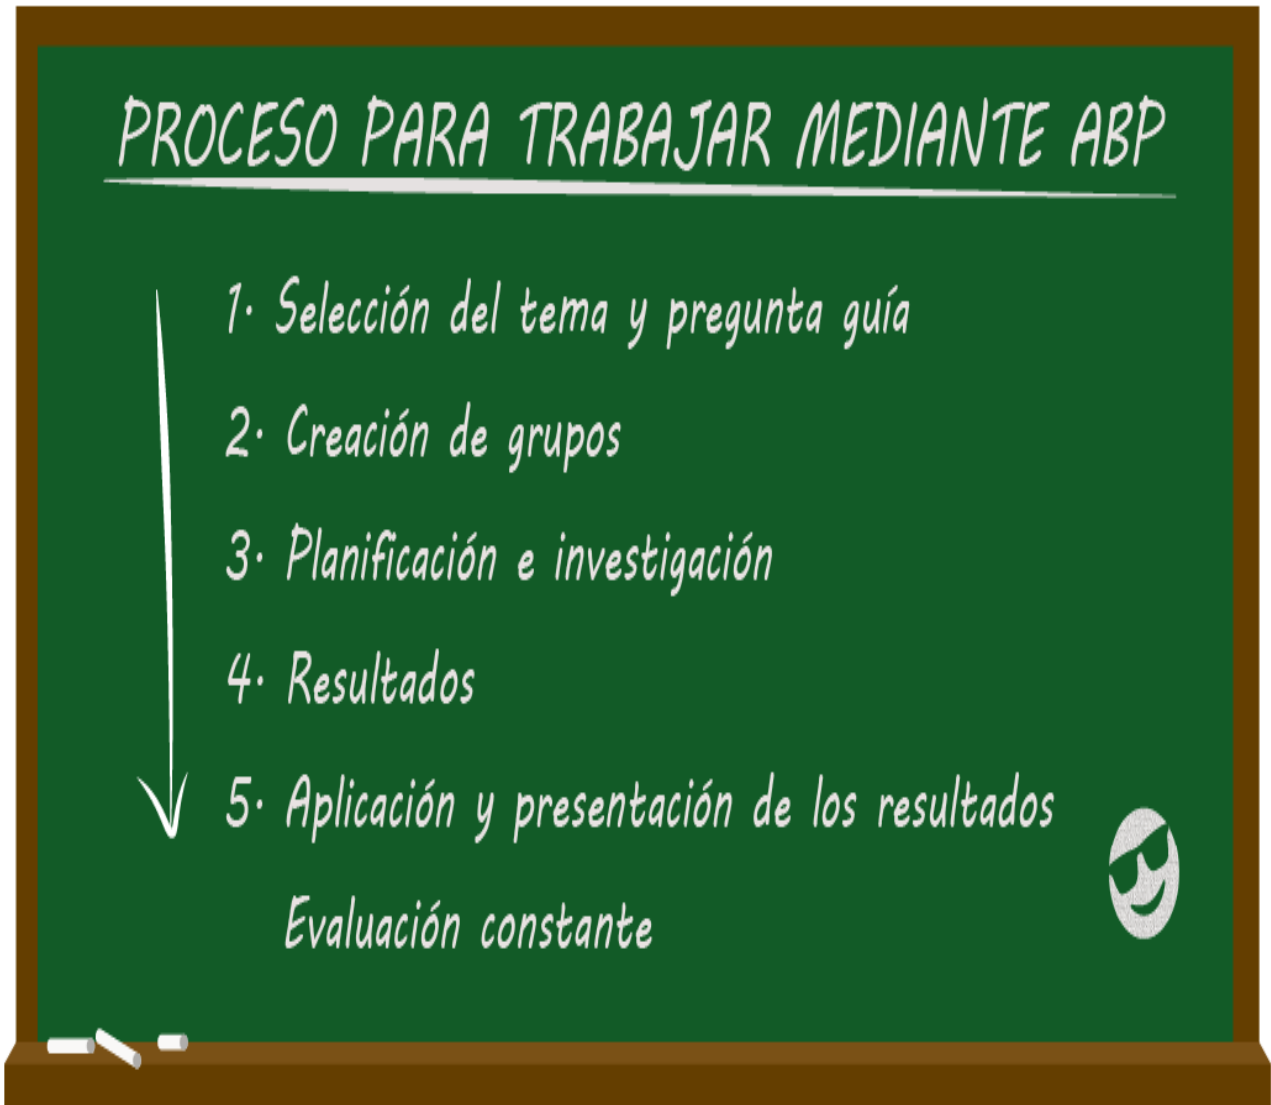 PROCESO PARA TRABAJAR MEDIANTE ABP
1. Selección del tema y pregunta guía
2. Creación de grupos
3. Planificación e investigación
4. Resultados
5. Aplicación y presentación de los resultados
Evaluación constante